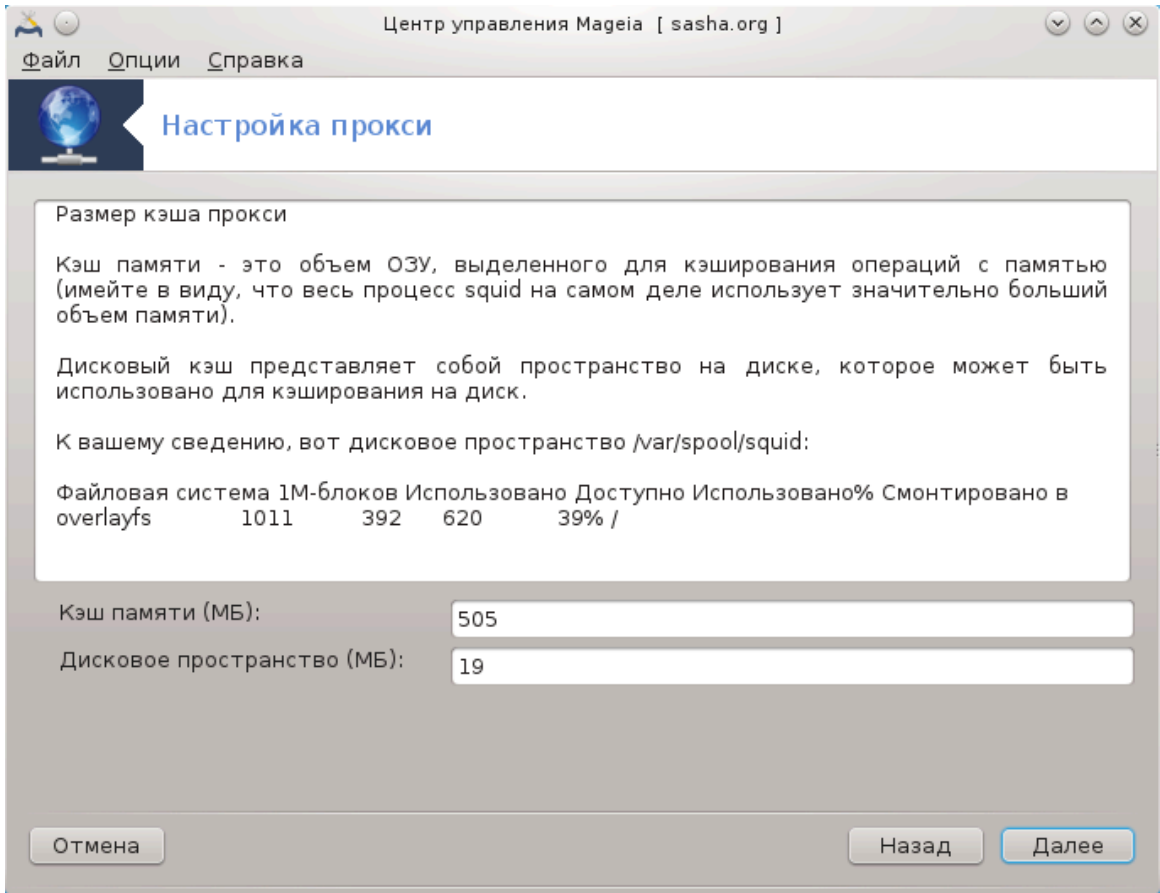 Центр управления Mageia [ sasha.org ]
Файл Опции Справка
Настройка прокси
Размер кэша прокси
Кэш памяти - это объем ОЗУ, выделенного для кэширования операций с памятью
(имейте в виду, что весь процесс squid на самом деле использует значительно больший
объем памяти).
Дисковый кэш представляет собой пространство на диске, которое может быть
использовано для кэширования на диск.
К вашему сведению, вот дисковое пространство /var/spool/squid:
Файловая система 1М-блоков Использовано Доступно Использовано% Cмонтировано в
overlayfs 1011 392 620 39% /
Кэш памяти (МБ): 505
Дисковое пространство (МБ): 19
Отмена Назад Далее